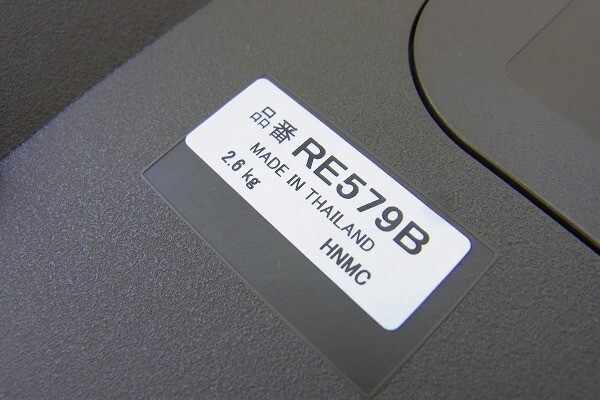 品番 RE579B
MADE IN THAILAND
2.6 kg
HNMC